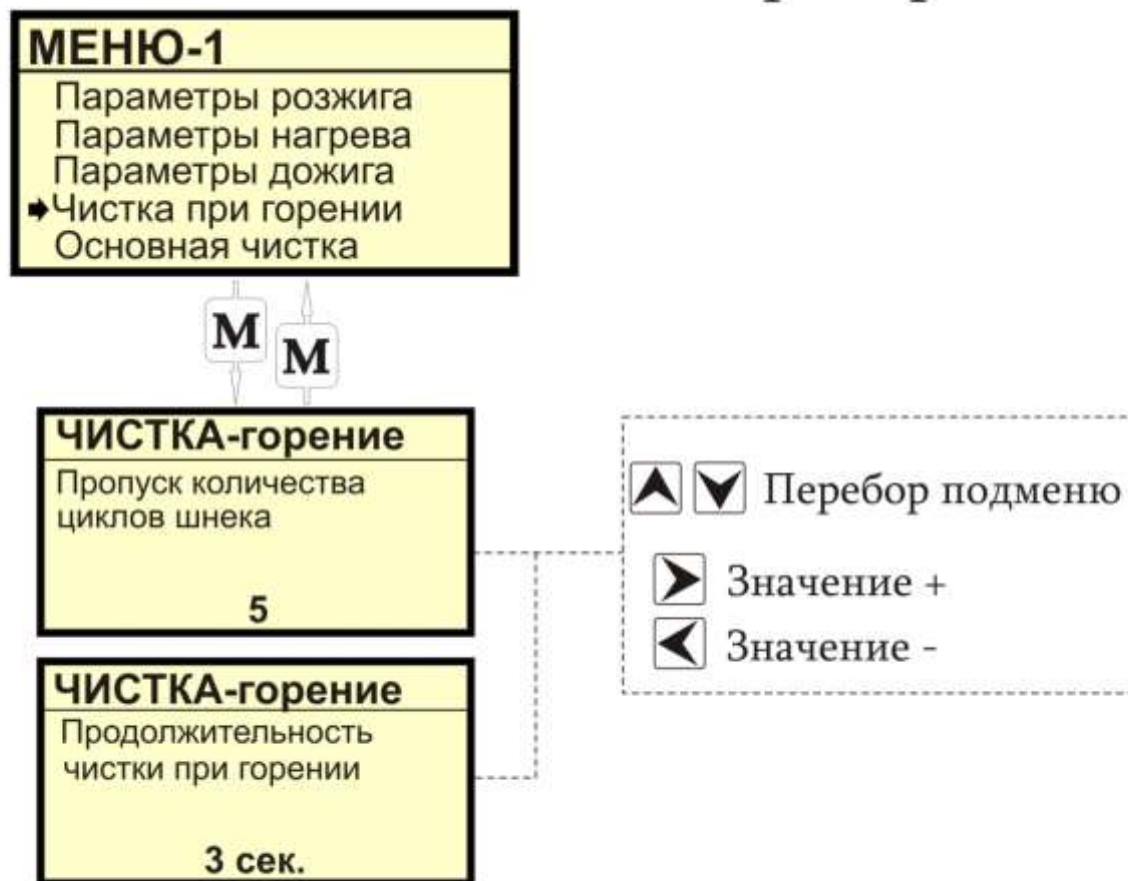 МЕНЮ-1
Параметры розжига
Параметры нагрева
Параметры дожига
Чистка при горении
Основная чистка
М
М
ЧИСТКА-горение
Пропуск количества
циклов шнека
5
Перебор подменю
Значение +
Значение -
ЧИСТКА-горение
Продолжительность
чистки при горении
3 сек.